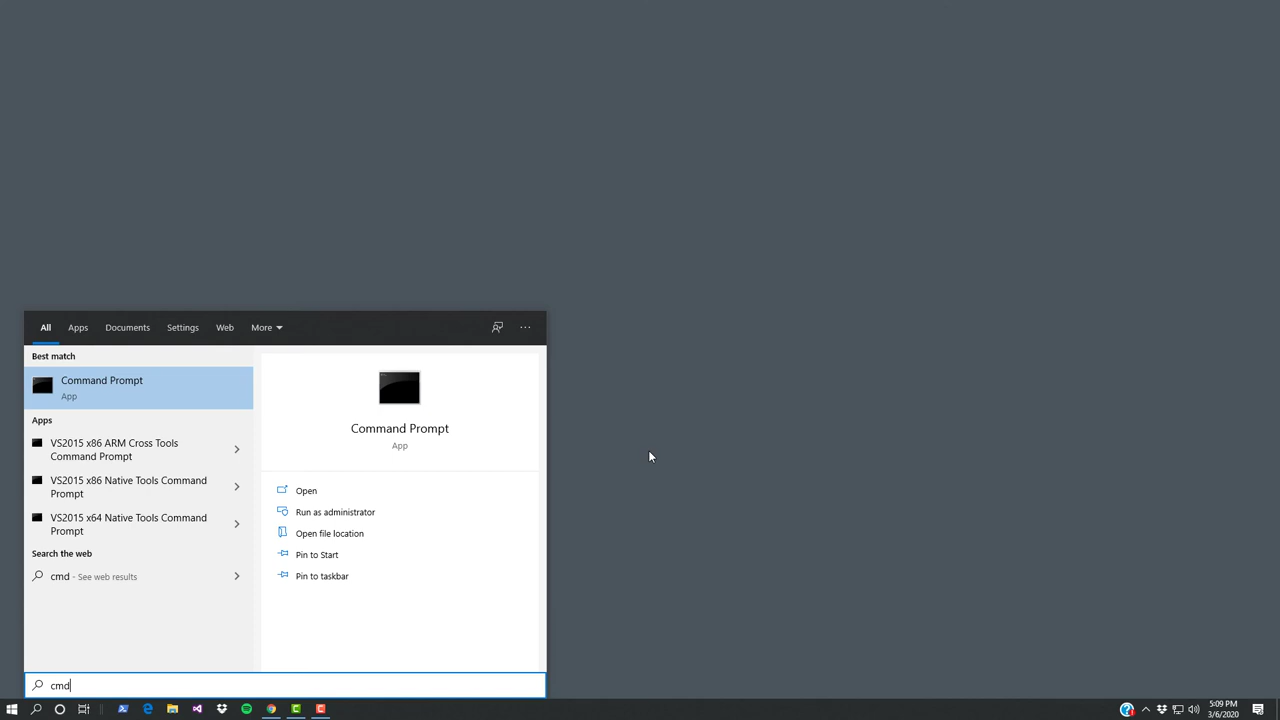 All Apps Documents Settings Web More
Best match
Command Prompt
App
Apps
VS2015 x86 ARM Cross Tools
Command Prompt
VS2015 x86 Native Tools Command
Prompt
VS2015 x64 Native Tools Command
Prompt
Search the web
cmd - See web results
Command Prompt
App
Open
Run as administrator
Open file location
Pin to Start
Pin to taskbar
cmd
5:09 PM
3/6/2020